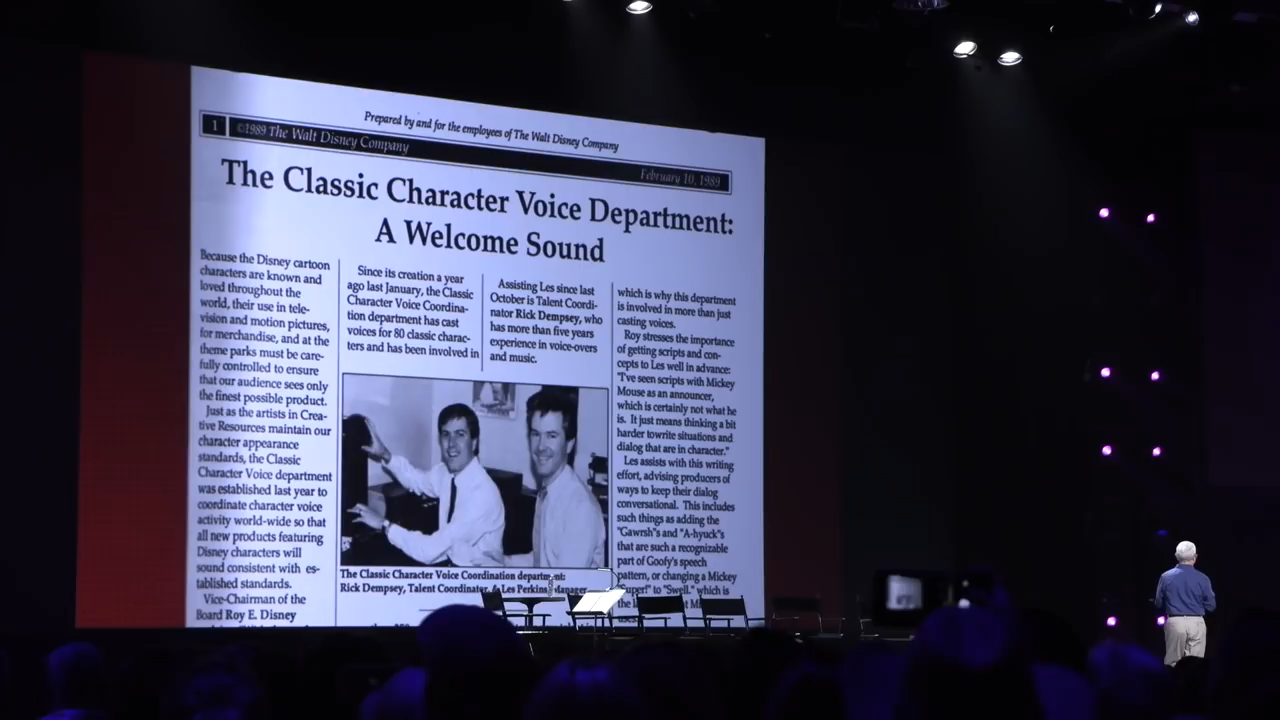 Prepared by and for the employees of The Walt Disney Company
1
©1989 The Walt Disney Company
February 10, 1989
The Classic Character Voice Department:
A Welcome Sound
Because the Disney cartoon
characters are known and
loved throughout the
world, their use in tele-
vision and motion pictures,
for merchandise, and at the
theme parks must be care-
fully controlled to ensure
that our audience sees only
the finest possible product.
Just as the artists in Crea-
tive Resources maintain our
character appearance
standards, the Classic
Character Voice department
was established last year to
coordinate character voice
activity world-wide so that
all new products featuring
Disney characters will
sound consistent with es-
tablished standards.
Vice-Chairman of the
Board Roy E. Disney
Since its creation a year
ago last January, the Classic
Character Voice Coordina-
tion department has cast
voices for 80 classic charac-
ters and has been involved in
Assisting Les since last
October is Talent Coordi-
nator Rick Dempsey, who
has more than five years
experience in voice-overs
and music.
The Classic Character Voice Coordination department:
Rick Dempsey, Talent Coordinator, & Les Perkins, Manager
which is why this department
is involved in more than just
casting voices.
Roy stresses the importance
of getting scripts and con-
cepts to Les well in advance:
"I've seen scripts with Mickey
Mouse as an announcer,
which is certainly not what he
is. It just means thinking a bit
harder towrite situations and
dialog that are in character."
Les assists with this writing
effort, advising producers of
ways to keep their dialog
conversational. This includes
such things as adding the
"Gawrsh"s and "A-hyuck"s
that are such a recognizable
part of Goofy's speech
pattern, or changing a Mickey
"Super!" to "Swell," which is
the